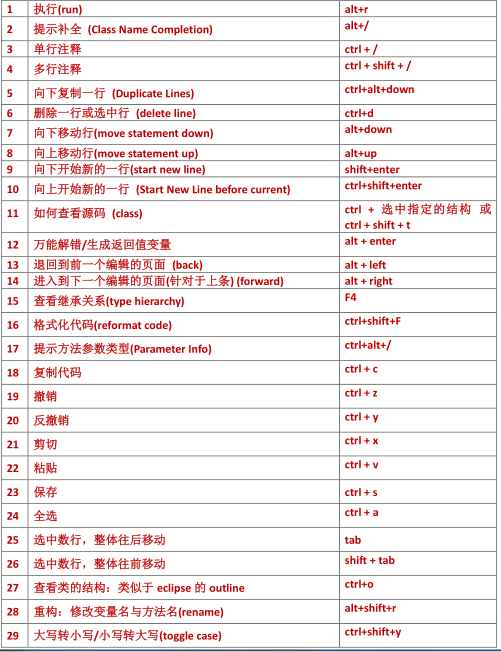 1 执行(run) alt+r
2 提示补全 (Class Name Completion) alt+/
3 单行注释 ctrl + /
4 多行注释 ctrl + shift + /
5 向下复制一行 (Duplicate Lines) ctrl+alt+down
6 删除一行或选中行 (delete line) ctrl+d
7 向下移动行(move statement down) alt+down
8 向上移动行(move statement up) alt+up
9 向下开始新的一行(start new line) shift+enter
10 向上开始新的一行 (Start New Line before current) ctrl+shift+enter
11 如何查看源码 (class) ctrl + 选中指定的结构 或
ctrl + shift + t
12 万能解错/生成返回值变量 alt + enter
13 退回到前一个编辑的页面 (back) alt + left
14 进入到下一个编辑的页面(针对于上条) (forward) alt + right
15 查看继承关系(type hierarchy) F4
16 格式化代码(reformat code) ctrl+shift+F
17 提示方法参数类型(Parameter Info) ctrl+alt+/
18 复制代码 ctrl + c
19 撤销 ctrl + z
20 反撤销 ctrl + y
21 剪切 ctrl + x
22 粘贴 ctrl + v
23 保存 ctrl + s
24 全选 ctrl + a
25 选中数行，整体往后移动 tab
26 选中数行，整体往前移动 shift + tab
27 查看类的结构：类似于 eclipse 的 outline ctrl+o
28 重构：修改变量名与方法名(rename) alt+shift+r
29 大写转小写/小写转大写(toggle case) ctrl+shift+y